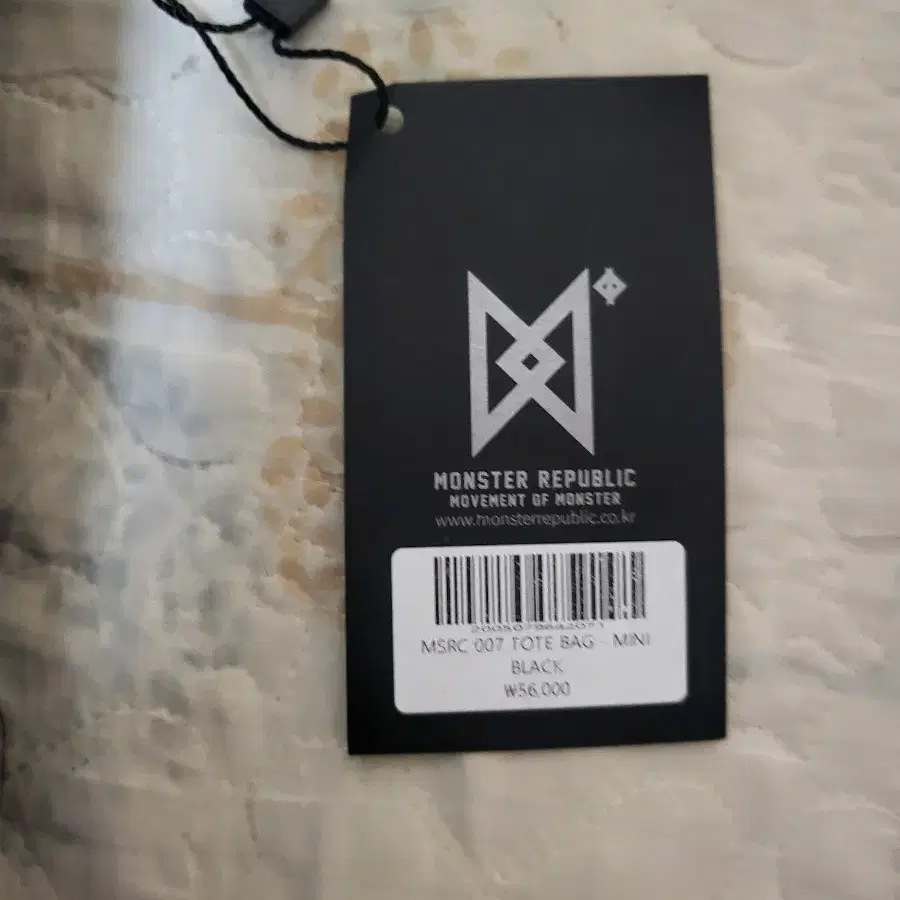 MONSTER REPUBLIC
MOVEMENT OF MONSTER
www.monsterrepublic.co.kr
MSRC 007 TOTE BAG - MINI
BLACK
₩56,000